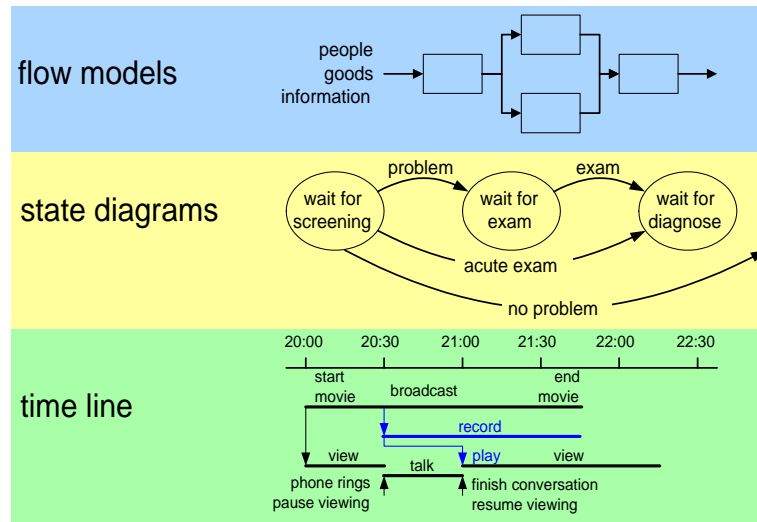 flow models
people
goods
information
state diagrams
problem
exam
wait for
screening
wait for
exam
wait for
diagnose
acute exam
no problem
time line
20:00 20:30 21:00 21:30 22:00 22:30
start
movie
broadcast
end
movie
record
play
view
talk
view
phone rings
pause viewing
finish conversation
resume viewing